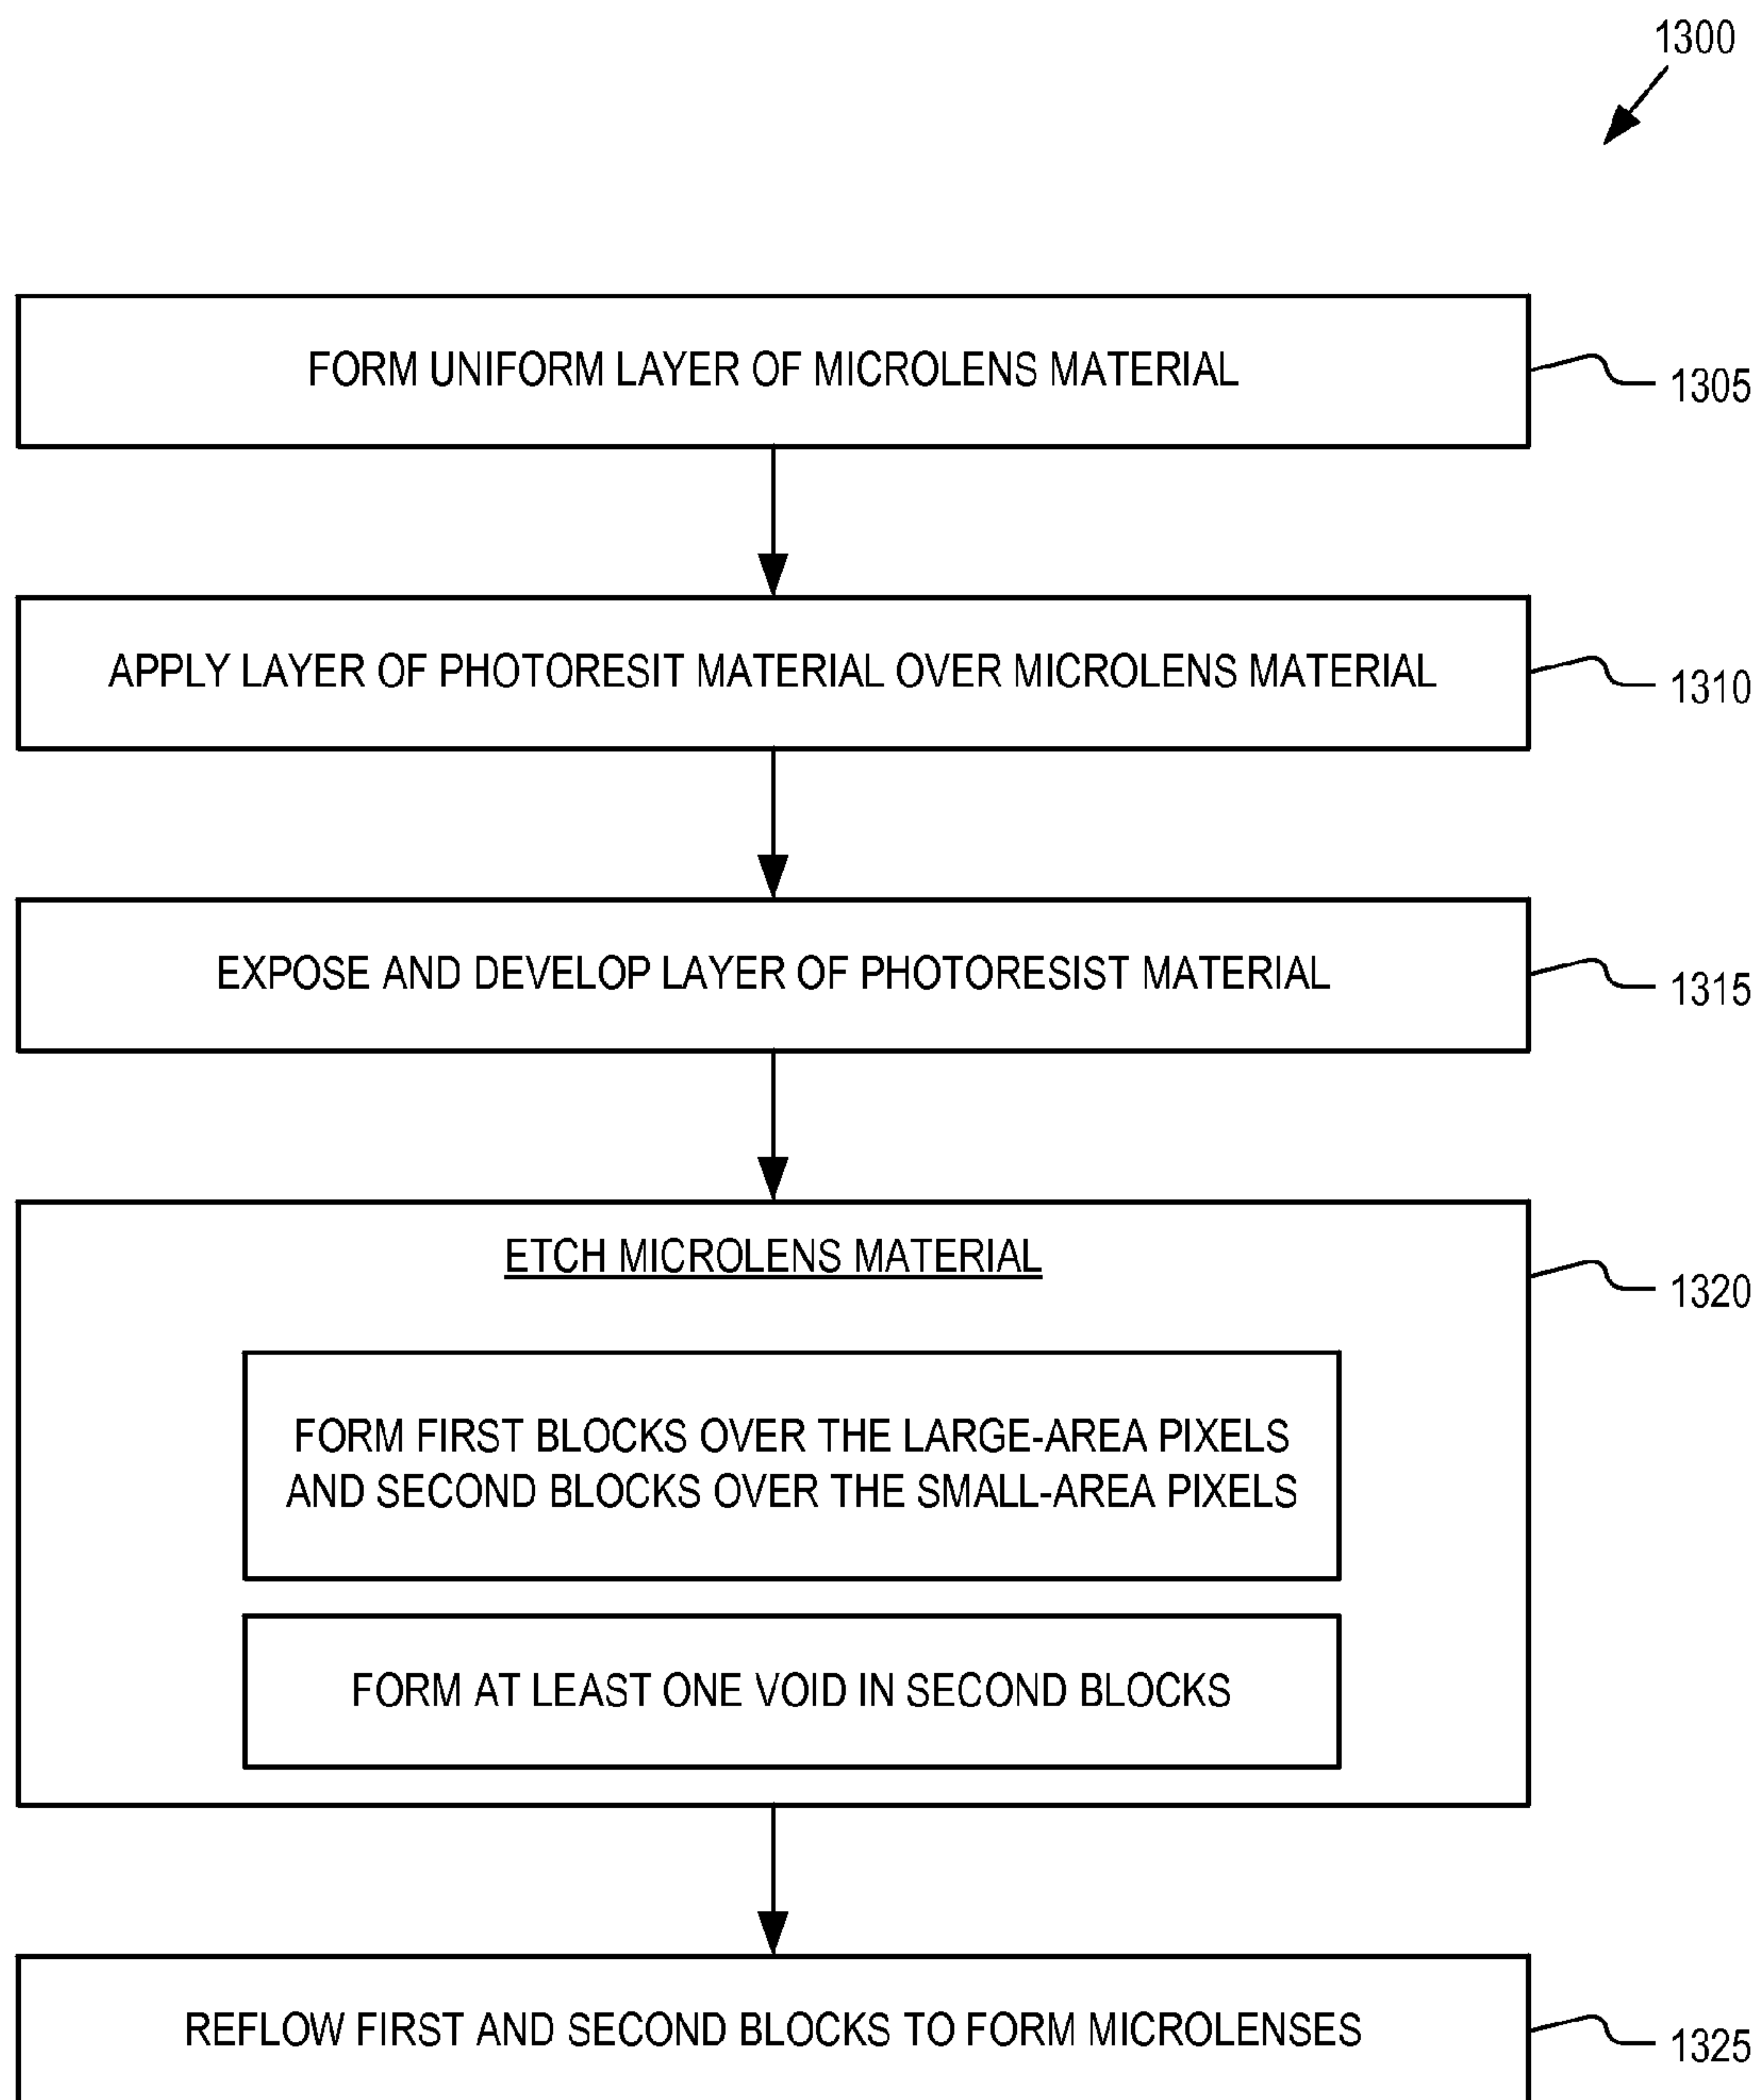 1300
FORM UNIFORM LAYER OF MICROLENS MATERIAL
1305
APPLY LAYER OF PHOTORESIT MATERIAL OVER MICROLENS MATERIAL
1310
EXPOSE AND DEVELOP LAYER OF PHOTORESIST MATERIAL
1315
ETCH MICROLENS MATERIAL
1320
FORM FIRST BLOCKS OVER THE LARGE-AREA PIXELS
AND SECOND BLOCKS OVER THE SMALL-AREA PIXELS
FORM AT LEAST ONE VOID IN SECOND BLOCKS
REFLOW FIRST AND SECOND BLOCKS TO FORM MICROLENSES
1325